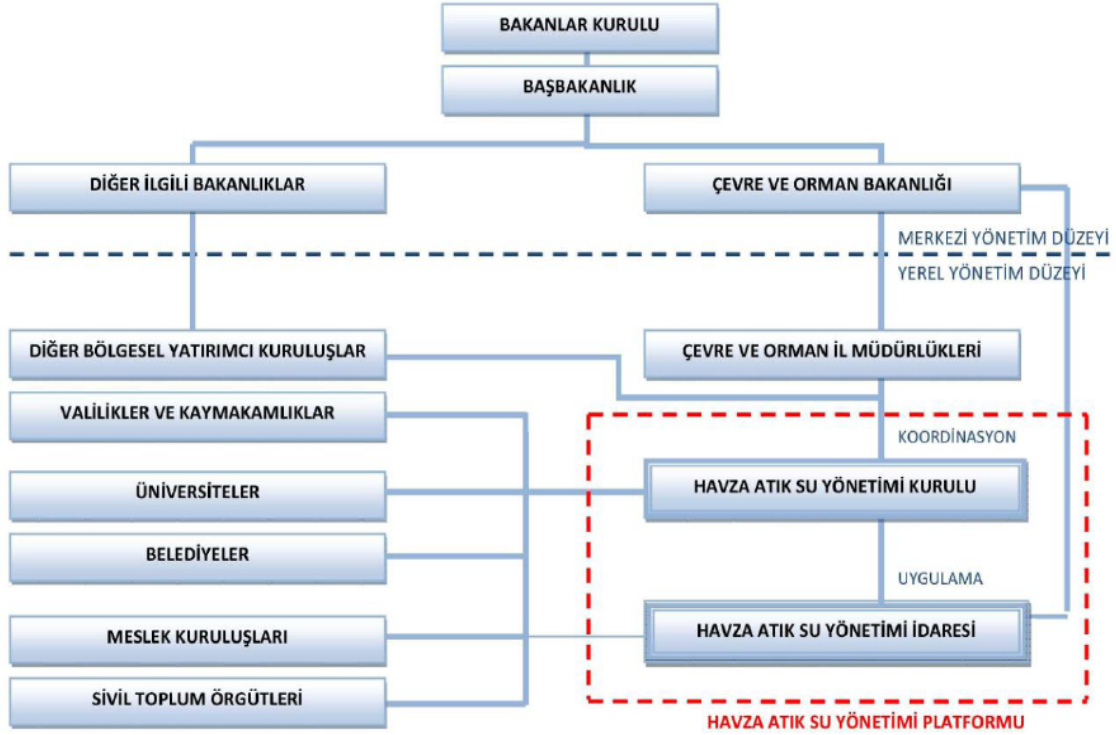 BAKANLAR KURULU
BAŞBAKANLIK
DİĞER İLGİLİ BAKANLIKLAR
ÇEVRE VE ORMAN BAKANLIĞI
MERKEZİ YÖNETİM DÜZEYİ
YEREL YÖNETİM DÜZEYİ
DİĞER BÖLGESEL YATIRIMCI KURULUŞLAR
ÇEVRE VE ORMAN İL MÜDÜRLÜKLERİ
VALİLİKLER VE KAYMAKAMLIKLAR
KOORDİNASYON
ÜNİVERSİTELER
HAVZA ATIK SU YÖNETİMİ KURULU
BELEDİYELER
UYGULAMA
MESLEK KURULUŞLARI
HAVZA ATIK SU YÖNETİMİ İDARESİ
SİVİL TOPLUM ÖRGÜTLERİ
HAVZA ATIK SU YÖNETİMİ PLATFORMU